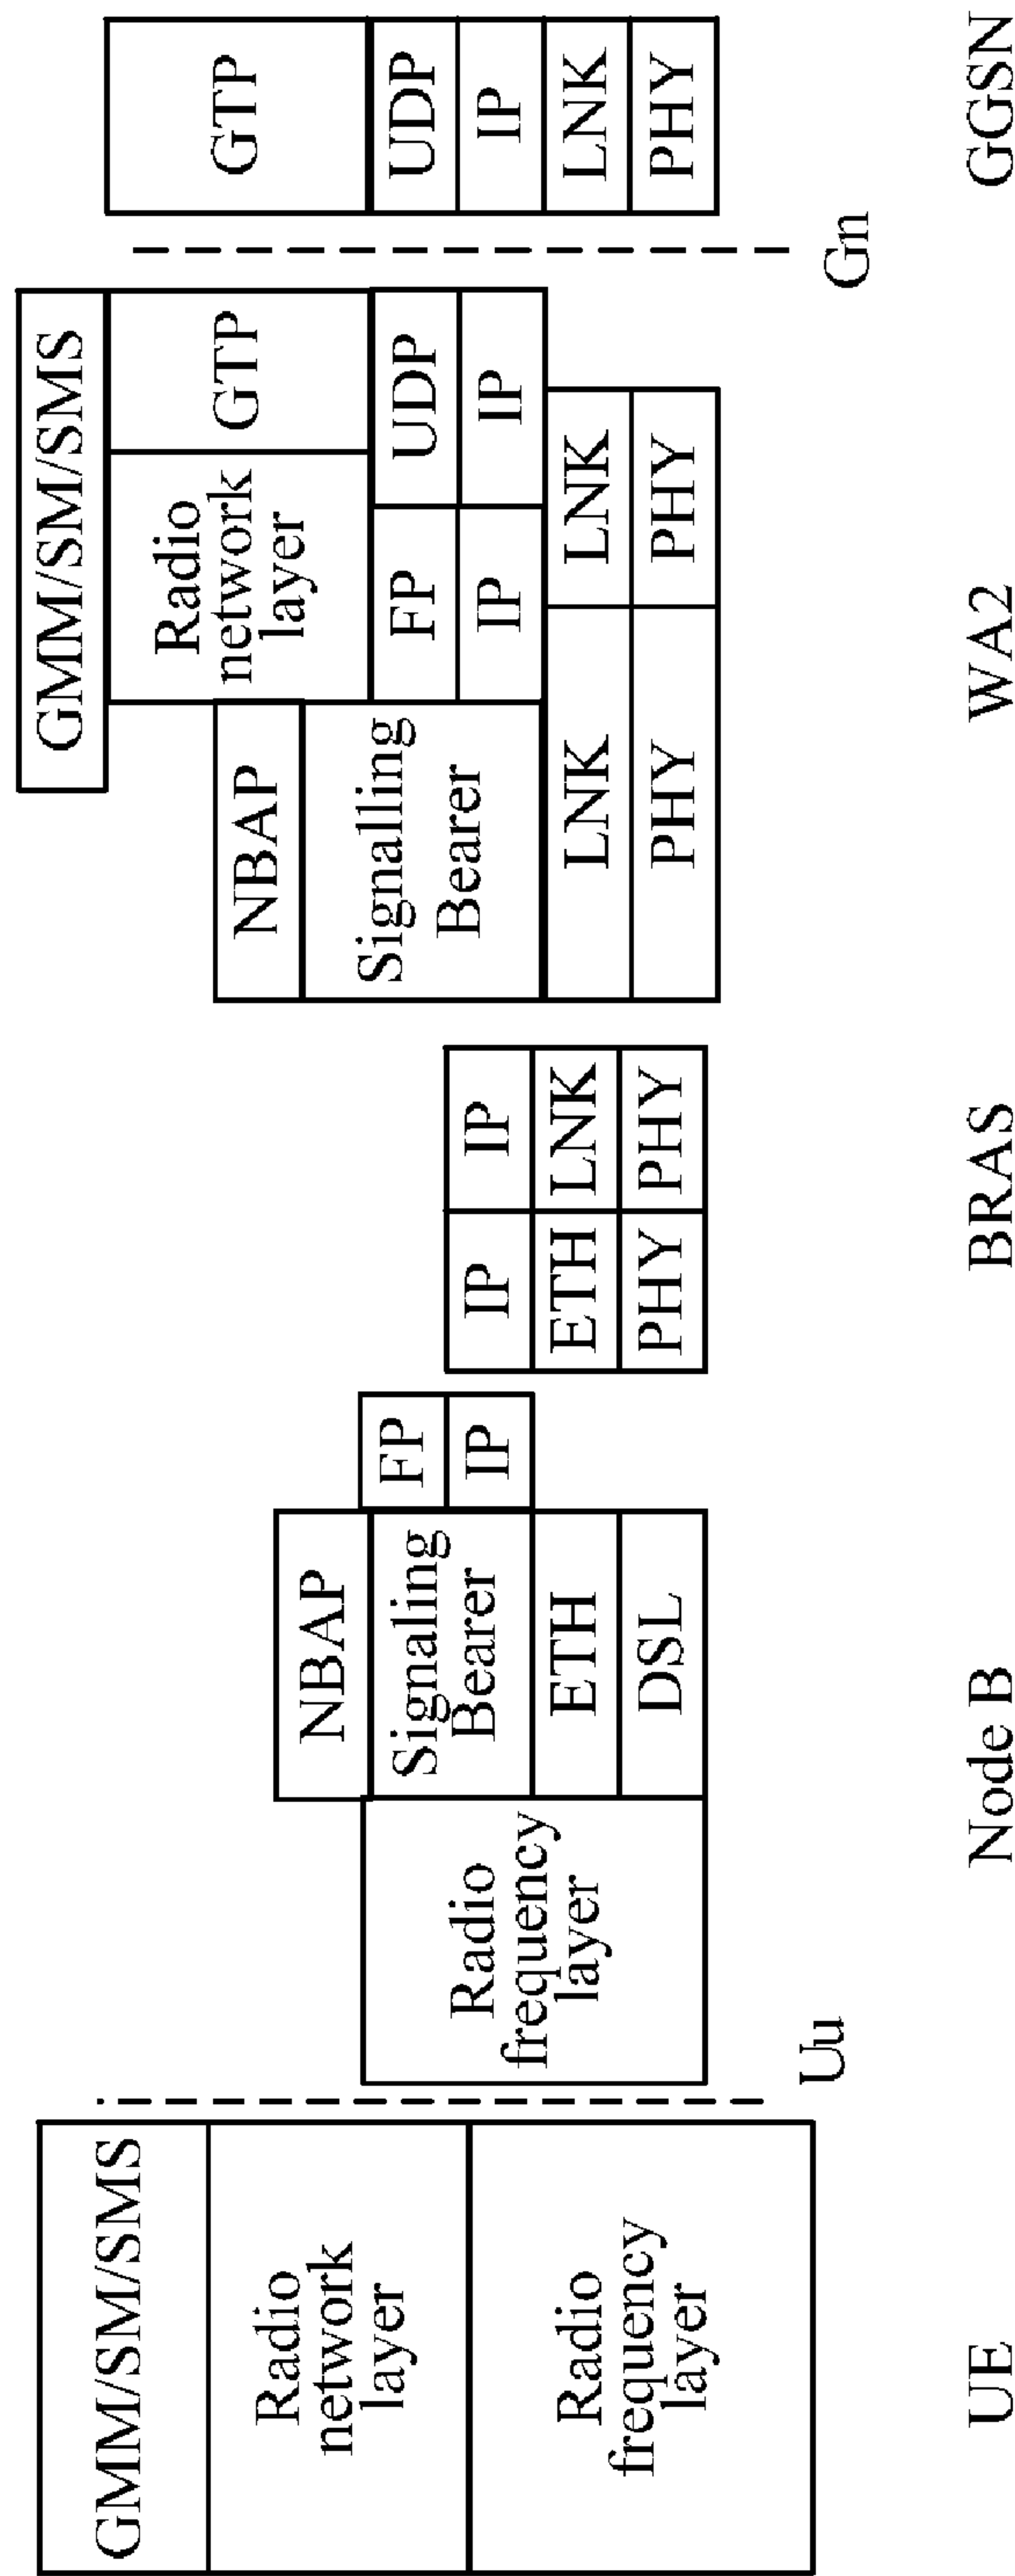 GMM/SM/SMS
Radio
network
layer
Radio
frequency
layer
UE
Uu
Radio
frequency
layer
NBAP
Signaling
Bearer
ETH
DSL
FP
IP
Node B
IP
ETH
PHY
IP
LNK
PHY
BRAS
GMM/SM/SMS
NBAP
Signalling
Bearer
LNK
PHY
Radio
network
layer
FP
IP
GTP
UDP
IP
LNK
PHY
WA2
Gn
GTP
UDP
IP
LNK
PHY
GGSN